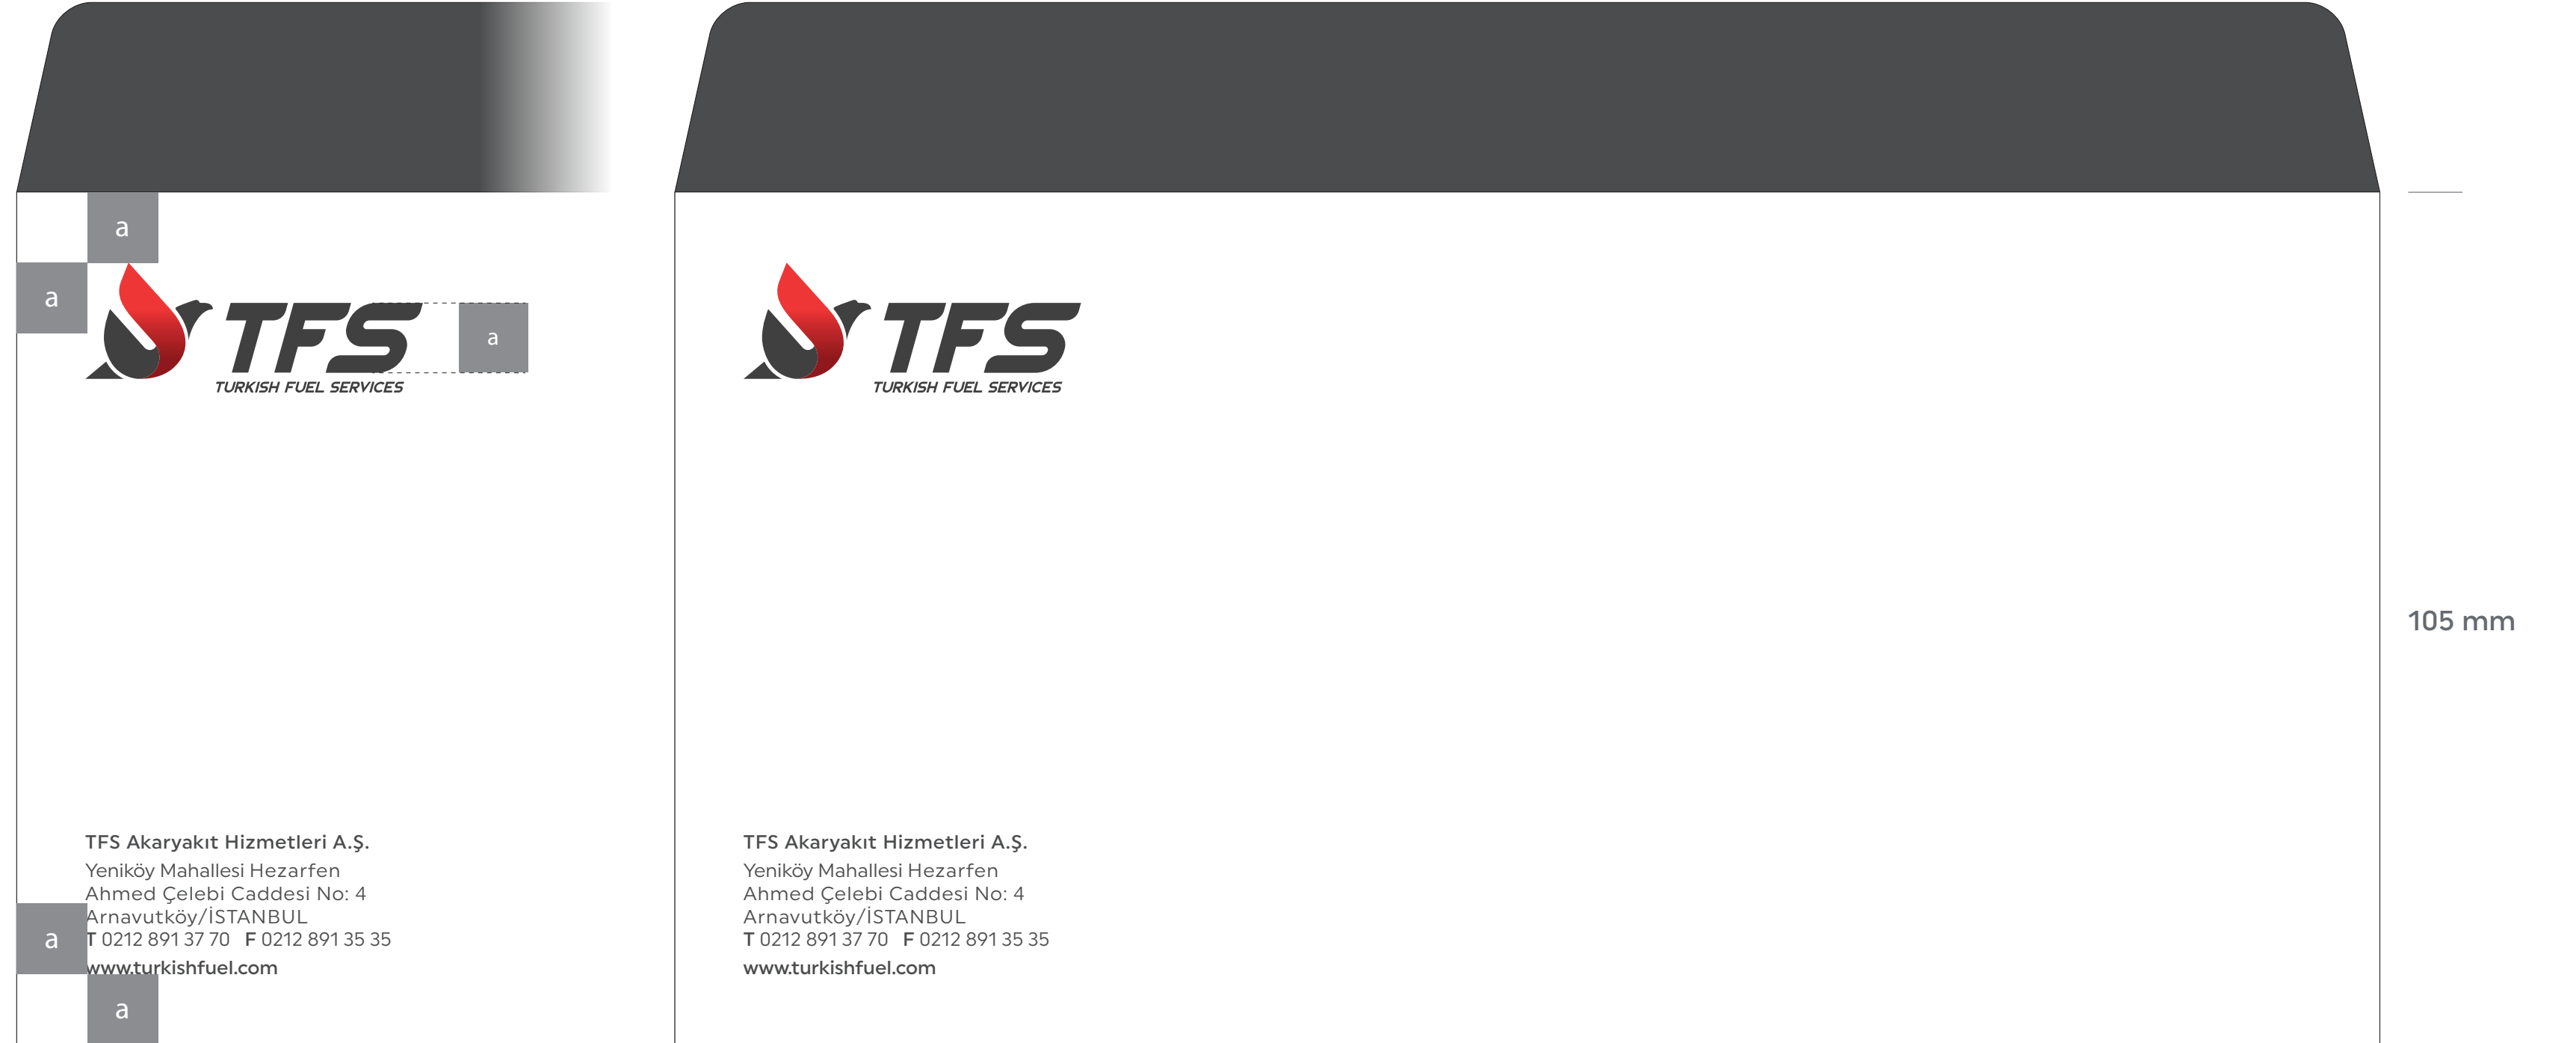 a
a
TFS
a
TURKISH FUEL SERVICES
TFS Akaryakıt Hizmetleri A.Ş.
Yeniköy Mahallesi Hezarfen
Ahmed Çelebi Caddesi No: 4
Arnavutköy/İSTANBUL
a
T 0212 891 37 70 F 0212 891 35 35
www.turkishfuel.com
a
TFS
TURKISH FUEL SERVICES
TFS Akaryakıt Hizmetleri A.Ş.
Yeniköy Mahallesi Hezarfen
Ahmed Çelebi Caddesi No: 4
Arnavutköy/İSTANBUL
T 0212 891 37 70 F 0212 891 35 35
www.turkishfuel.com
105 mm